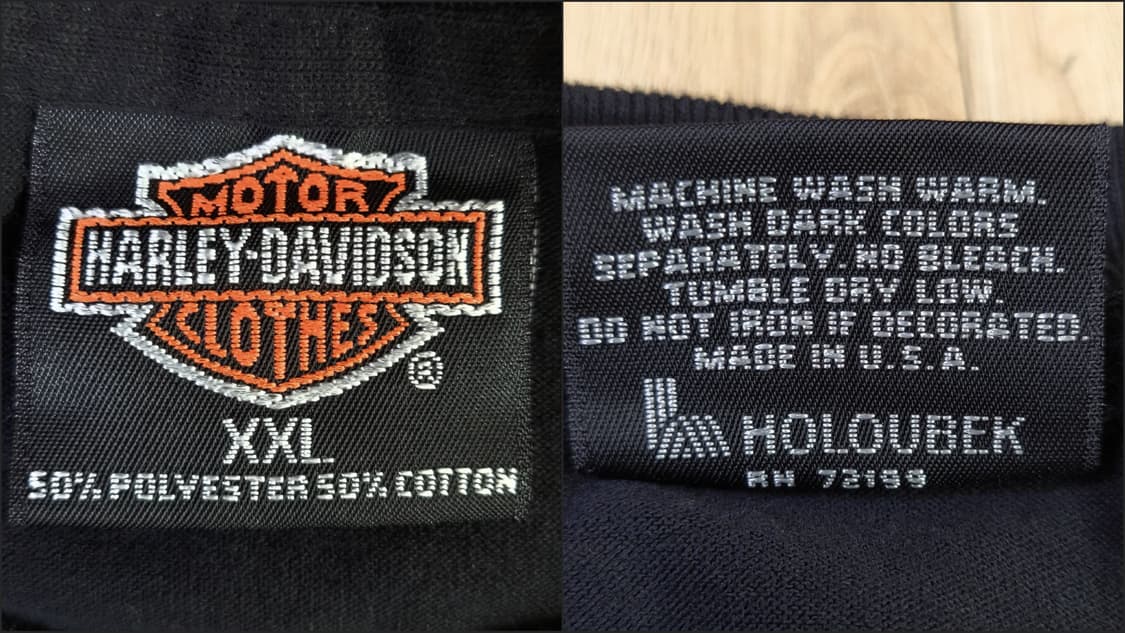 MOTOR
HARLEY-DAVIDSON
CLOTHES
®
XXL
50% POLYESTER 50% COTTON
MACHINE WASH WARM.
WASH DARK COLORS
SEPARATELY. NO BLEACH.
TUMBLE DRY LOW.
DO NOT IRON IF DECORATED.
MADE IN U.S.A.
HOLOUBEK
RN 72199